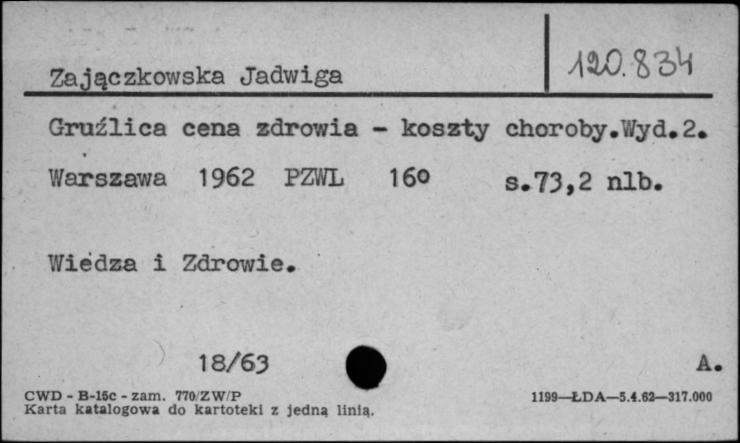 Zajączkowska Jadwiga
120.834
Gruźlica cena zdrowia - koszty choroby.Wyd.2.
Warszawa 1962 PZWL 16o s.73,2 nlb.
Wiedza i Zdrowie.
18/63
A.
CWD - B-15c - zam. 770/ZW/P
1199—ŁDA—5.4.62—317.000
Karta katalogowa do kartoteki z jedną linią.